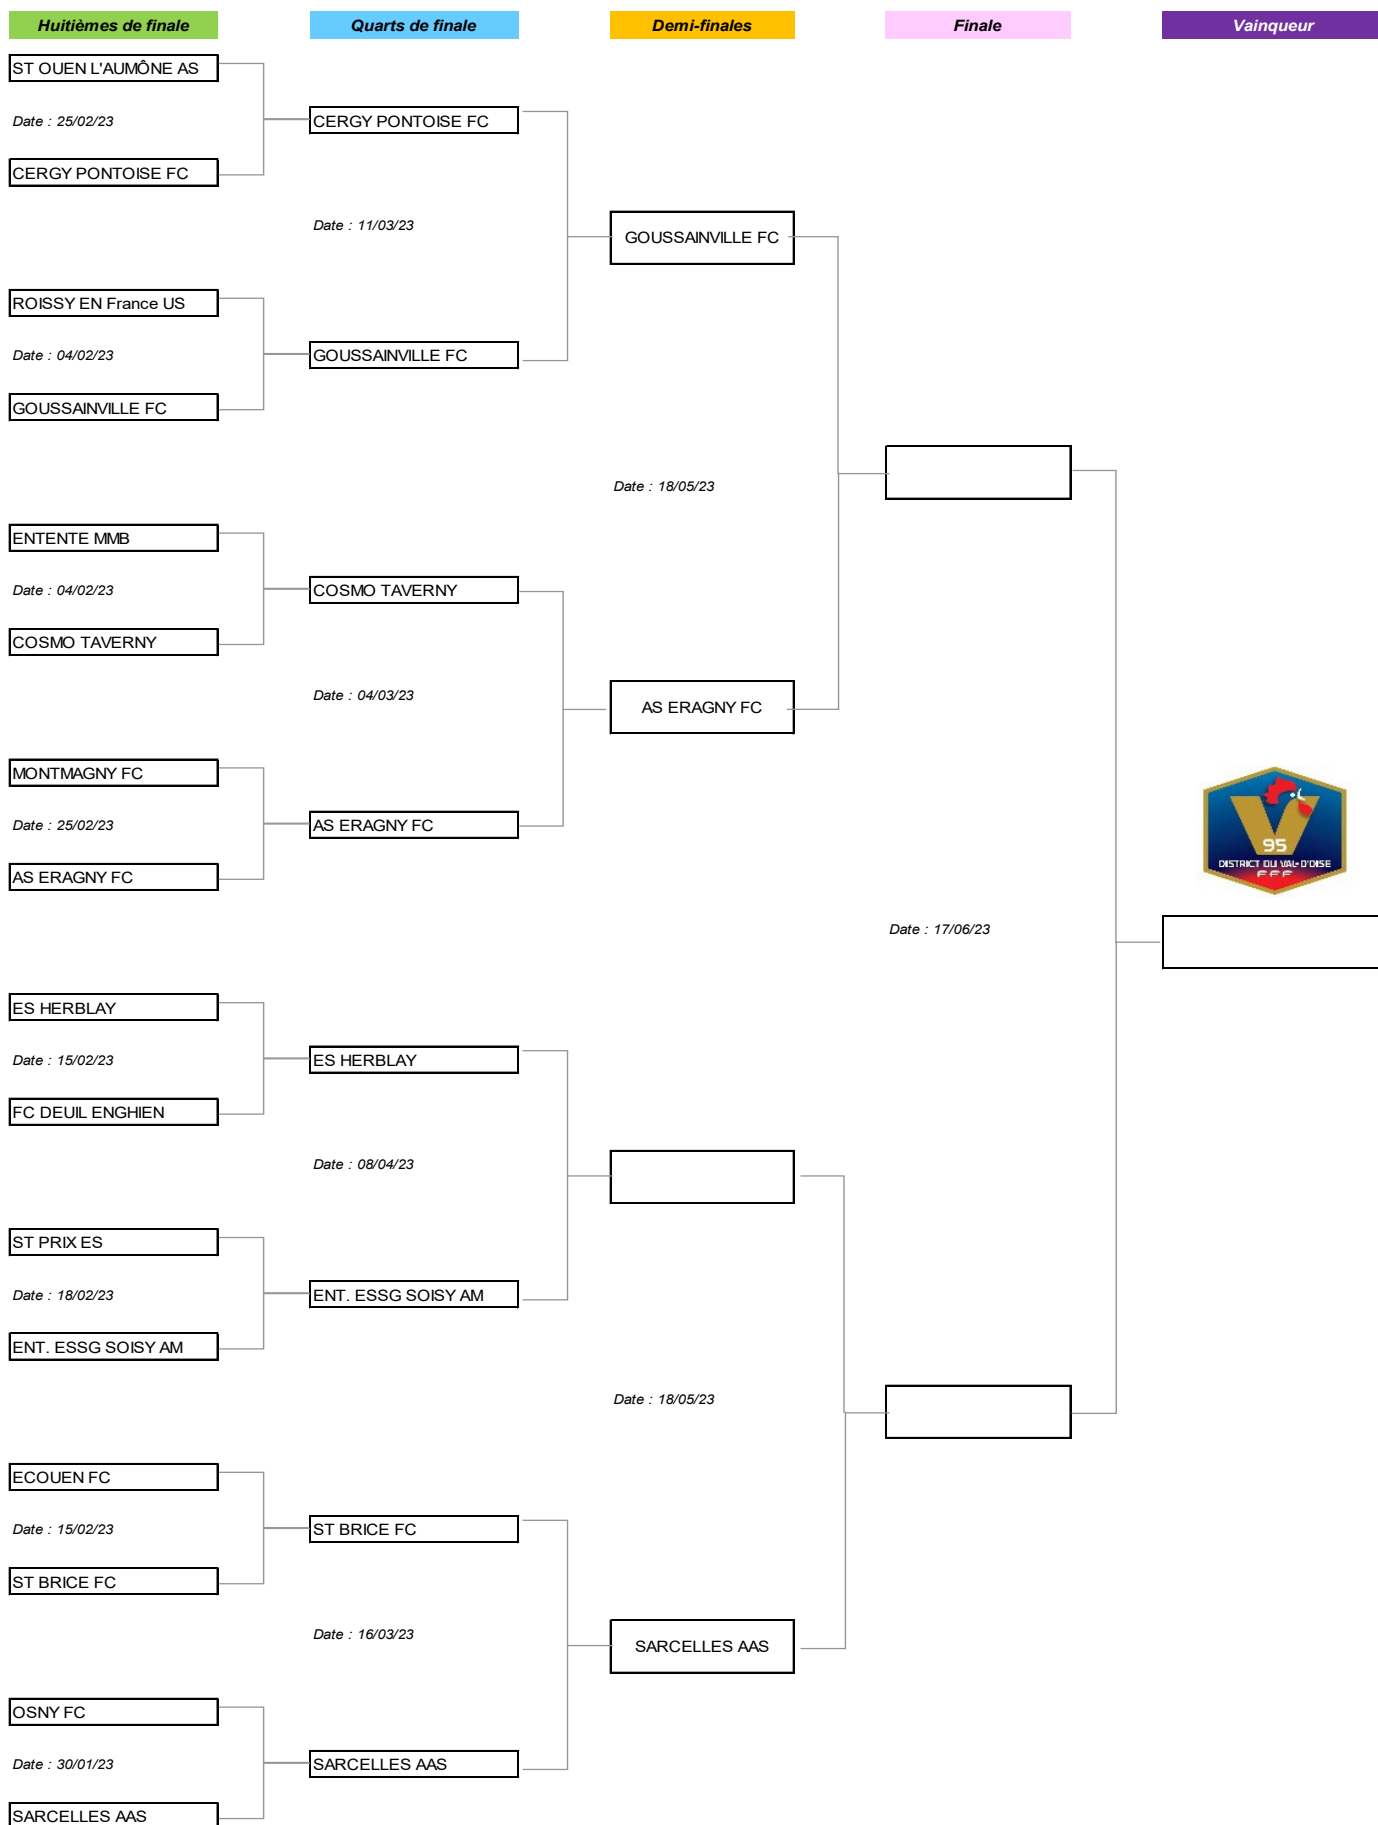 Huitièmes de finale
Quarts de finale
Demi-finales
Finale
Vainqueur
ST OUEN L'AUMÔNE AS
Date : 25/02/23
CERGY PONTOISE FC
CERGY PONTOISE FC
Date : 11/03/23
GOUSSAINVILLE FC
ROISSY EN France US
Date : 04/02/23
GOUSSAINVILLE FC
GOUSSAINVILLE FC
Date : 18/05/23
ENTENTE MMB
Date : 04/02/23
COSMO TAVERNY
COSMO TAVERNY
Date : 04/03/23
AS ERAGNY FC
MONTMAGNY FC
Date : 25/02/23
AS ERAGNY FC
AS ERAGNY FC
95
DISTRICT DU VAL D'OISE
FFF
Date : 17/06/23
ES HERBLAY
Date : 15/02/23
ES HERBLAY
FC DEUIL ENGHIEN
Date : 08/04/23
ST PRIX ES
Date : 18/02/23
ENT. ESSG SOISY AM
ENT. ESSG SOISY AM
Date : 18/05/23
ECOUEN FC
Date : 15/02/23
ST BRICE FC
ST BRICE FC
Date : 16/03/23
SARCELLES AAS
OSNY FC
Date : 30/01/23
SARCELLES AAS
SARCELLES AAS